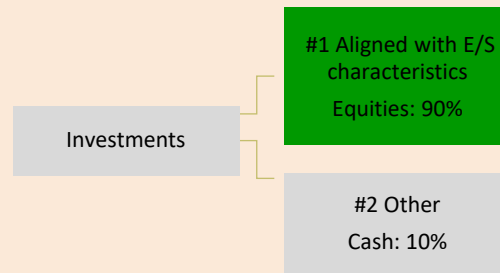 Investments
#1 Aligned with E/S
characteristics
Equities: 90%
#2 Other
Cash: 10%